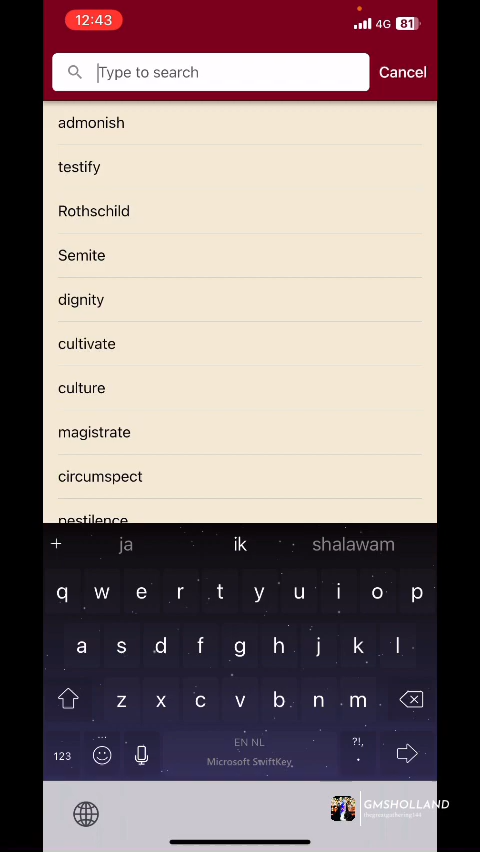 12:43
4G 81
Type to search
Cancel
admonish
testify
Rothschild
Semite
dignity
cultivate
culture
magistrate
circumspect
pestilence
+ ja ik shalawam
q w e r t y u i o p
a s d f g h j k l
z x c v b n m
123
EN NL
Microsoft SwiftKey
?!,
.
GMSHOLLAND
thegreatgathering144